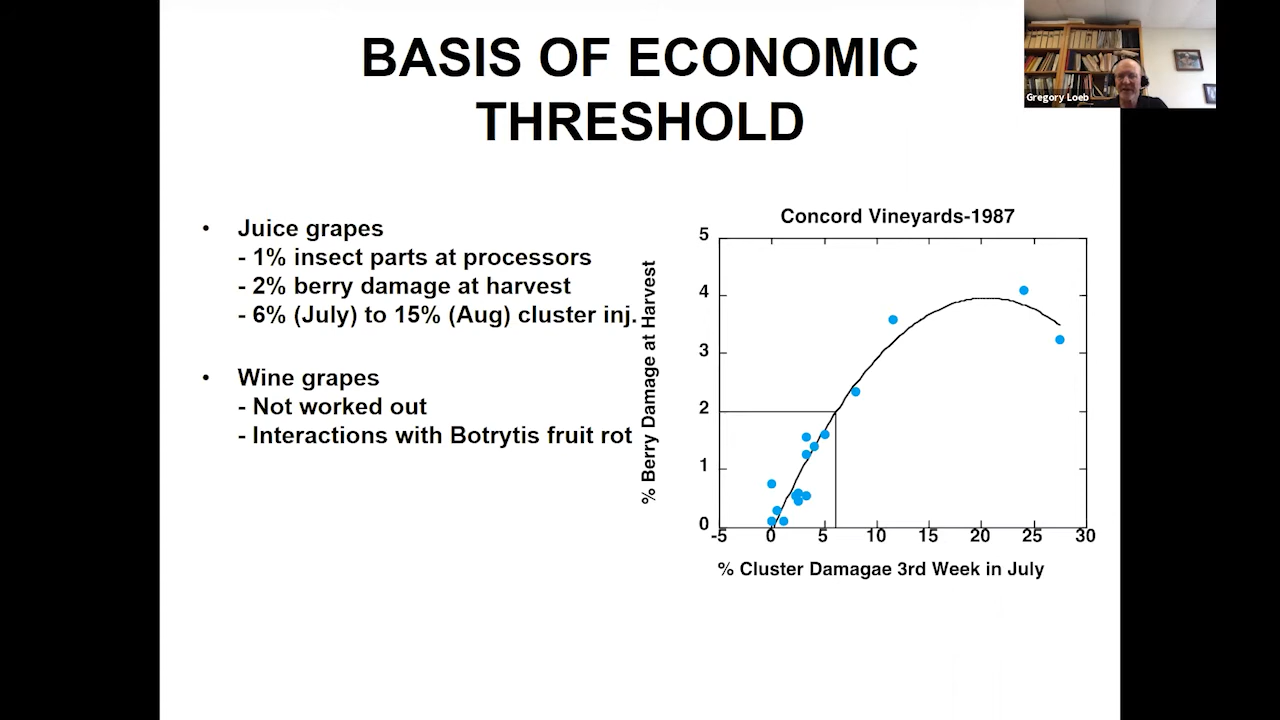 BASIS OF ECONOMIC
THRESHOLD
Gregory Loeb
• Juice grapes
- 1% insect parts at processors
- 2% berry damage at harvest
- 6% (July) to 15% (Aug) cluster inj.
• Wine grapes
- Not worked out
- Interactions with Botrytis fruit rot
Concord Vineyards-1987
% Berry Damage at Harvest
5
4
3
2
1
0
-5 0 5 10 15 20 25 30
% Cluster Damagae 3rd Week in July